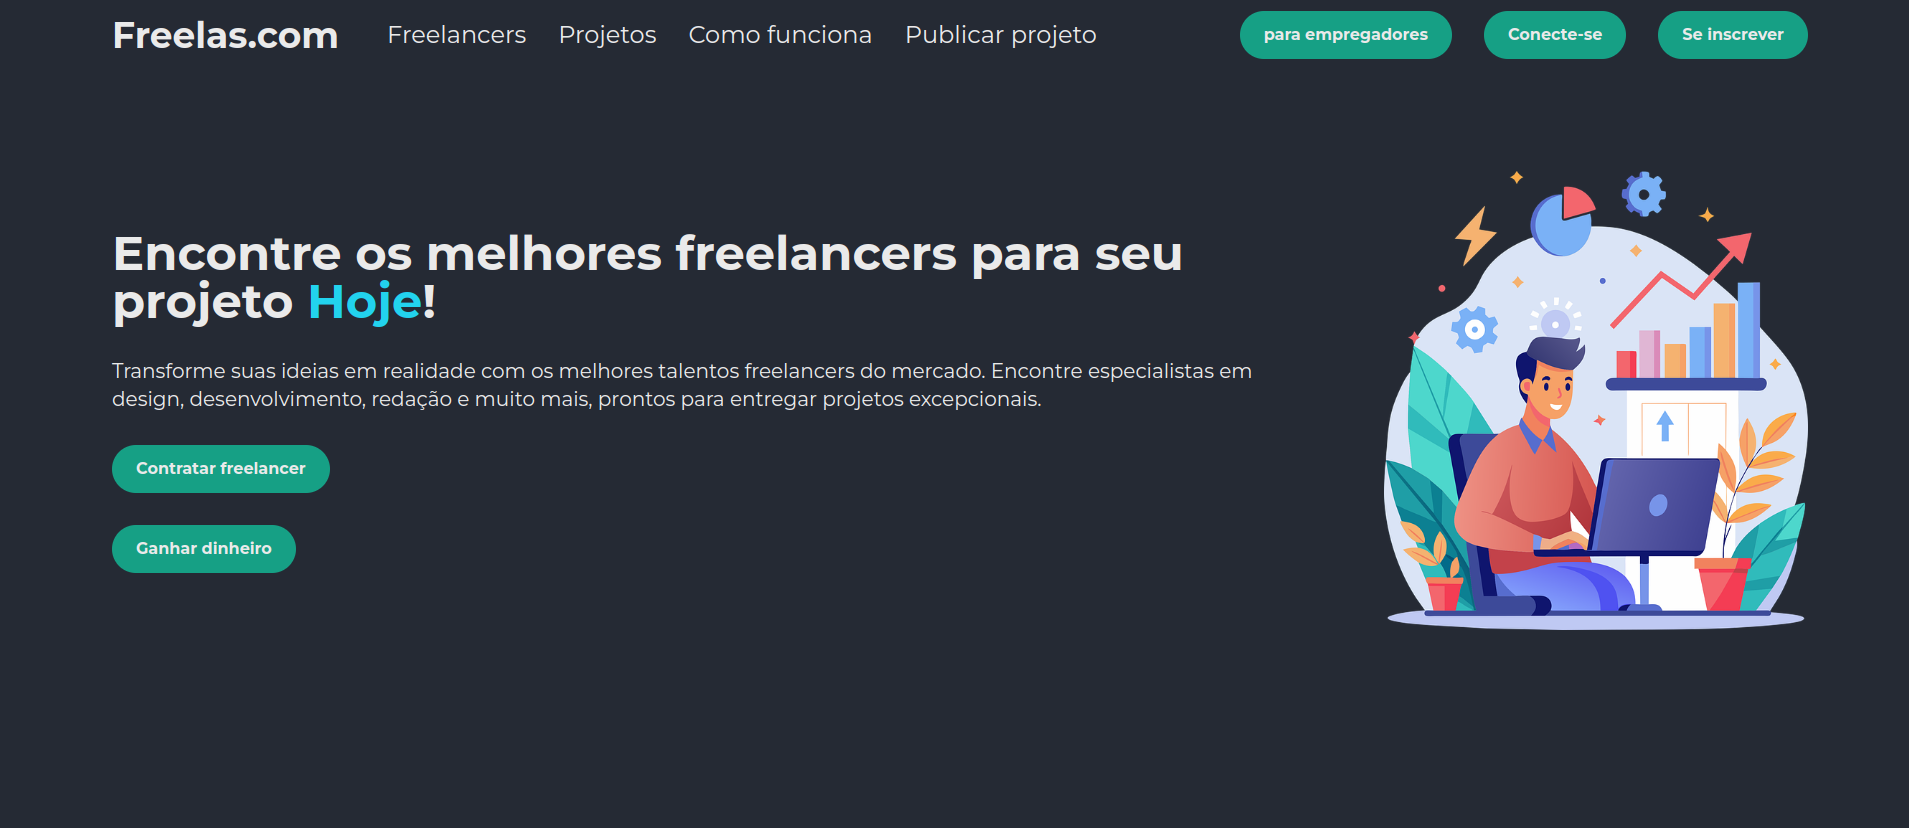 Freelas.com Freelancers Projetos Como funciona Publicar projeto para empregadores Conecte-se Se inscrever
Encontre os melhores freelancers para seu
projeto Hoje!
Transforme suas ideias em realidade com os melhores talentos freelancers do mercado. Encontre especialistas em
design, desenvolvimento, redação e muito mais, prontos para entregar projetos excepcionais.
Contratar freelancer
Ganhar dinheiro